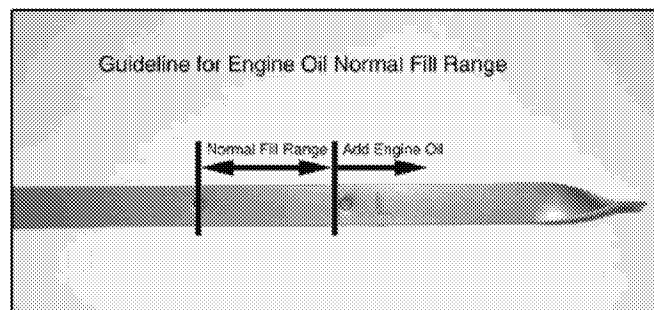 Guideline for Engine Oil Normal Fill Range
Normal Fill Range
Add Engine Oil